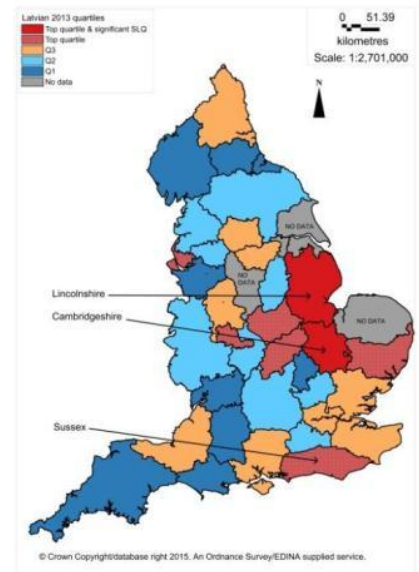 Latvian 2013 quartiles
Top quartile & significant SLQ
Top quartile
Q3
Q2
Q1
No data
0 51.39
kilometres
Scale: 1:2,701,000
N
NO DATA
NO
DATA
Lincolnshire
Cambridgeshire
NO DATA
Sussex
© Crown Copyright/database right 2015. An Ordnance Survey/EDINA supplied service.